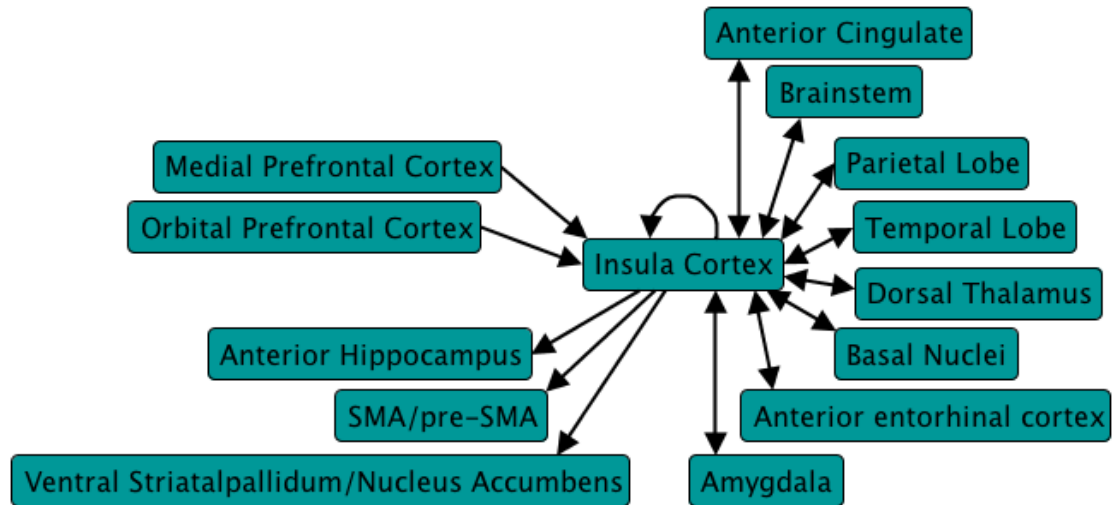 Anterior Cingulate
Brainstem
Medial Prefrontal Cortex
Parietal Lobe
Orbital Prefrontal Cortex
Temporal Lobe
Insula Cortex
Dorsal Thalamus
Anterior Hippocampus
Basal Nuclei
SMA/pre-SMA
Anterior entorhinal cortex
Ventral Striatalpallidum/Nucleus Accumbens
Amygdala